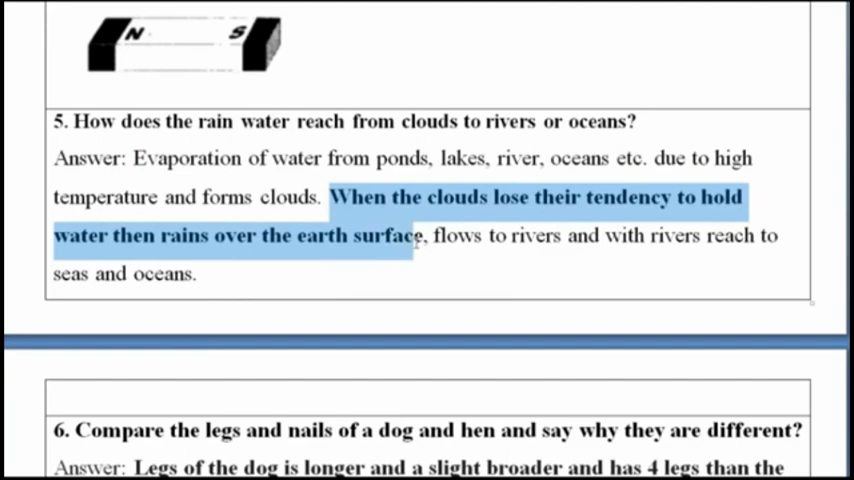 N S
5. How does the rain water reach from clouds to rivers or oceans?
Answer: Evaporation of water from ponds, lakes, river, oceans etc. due to high
temperature and forms clouds. When the clouds lose their tendency to hold
water then rains over the earth surface, flows to rivers and with rivers reach to
seas and oceans.
6. Compare the legs and nails of a dog and hen and say why they are different?
Answer: Legs of the dog is longer and a slight broader and has 4 legs than the